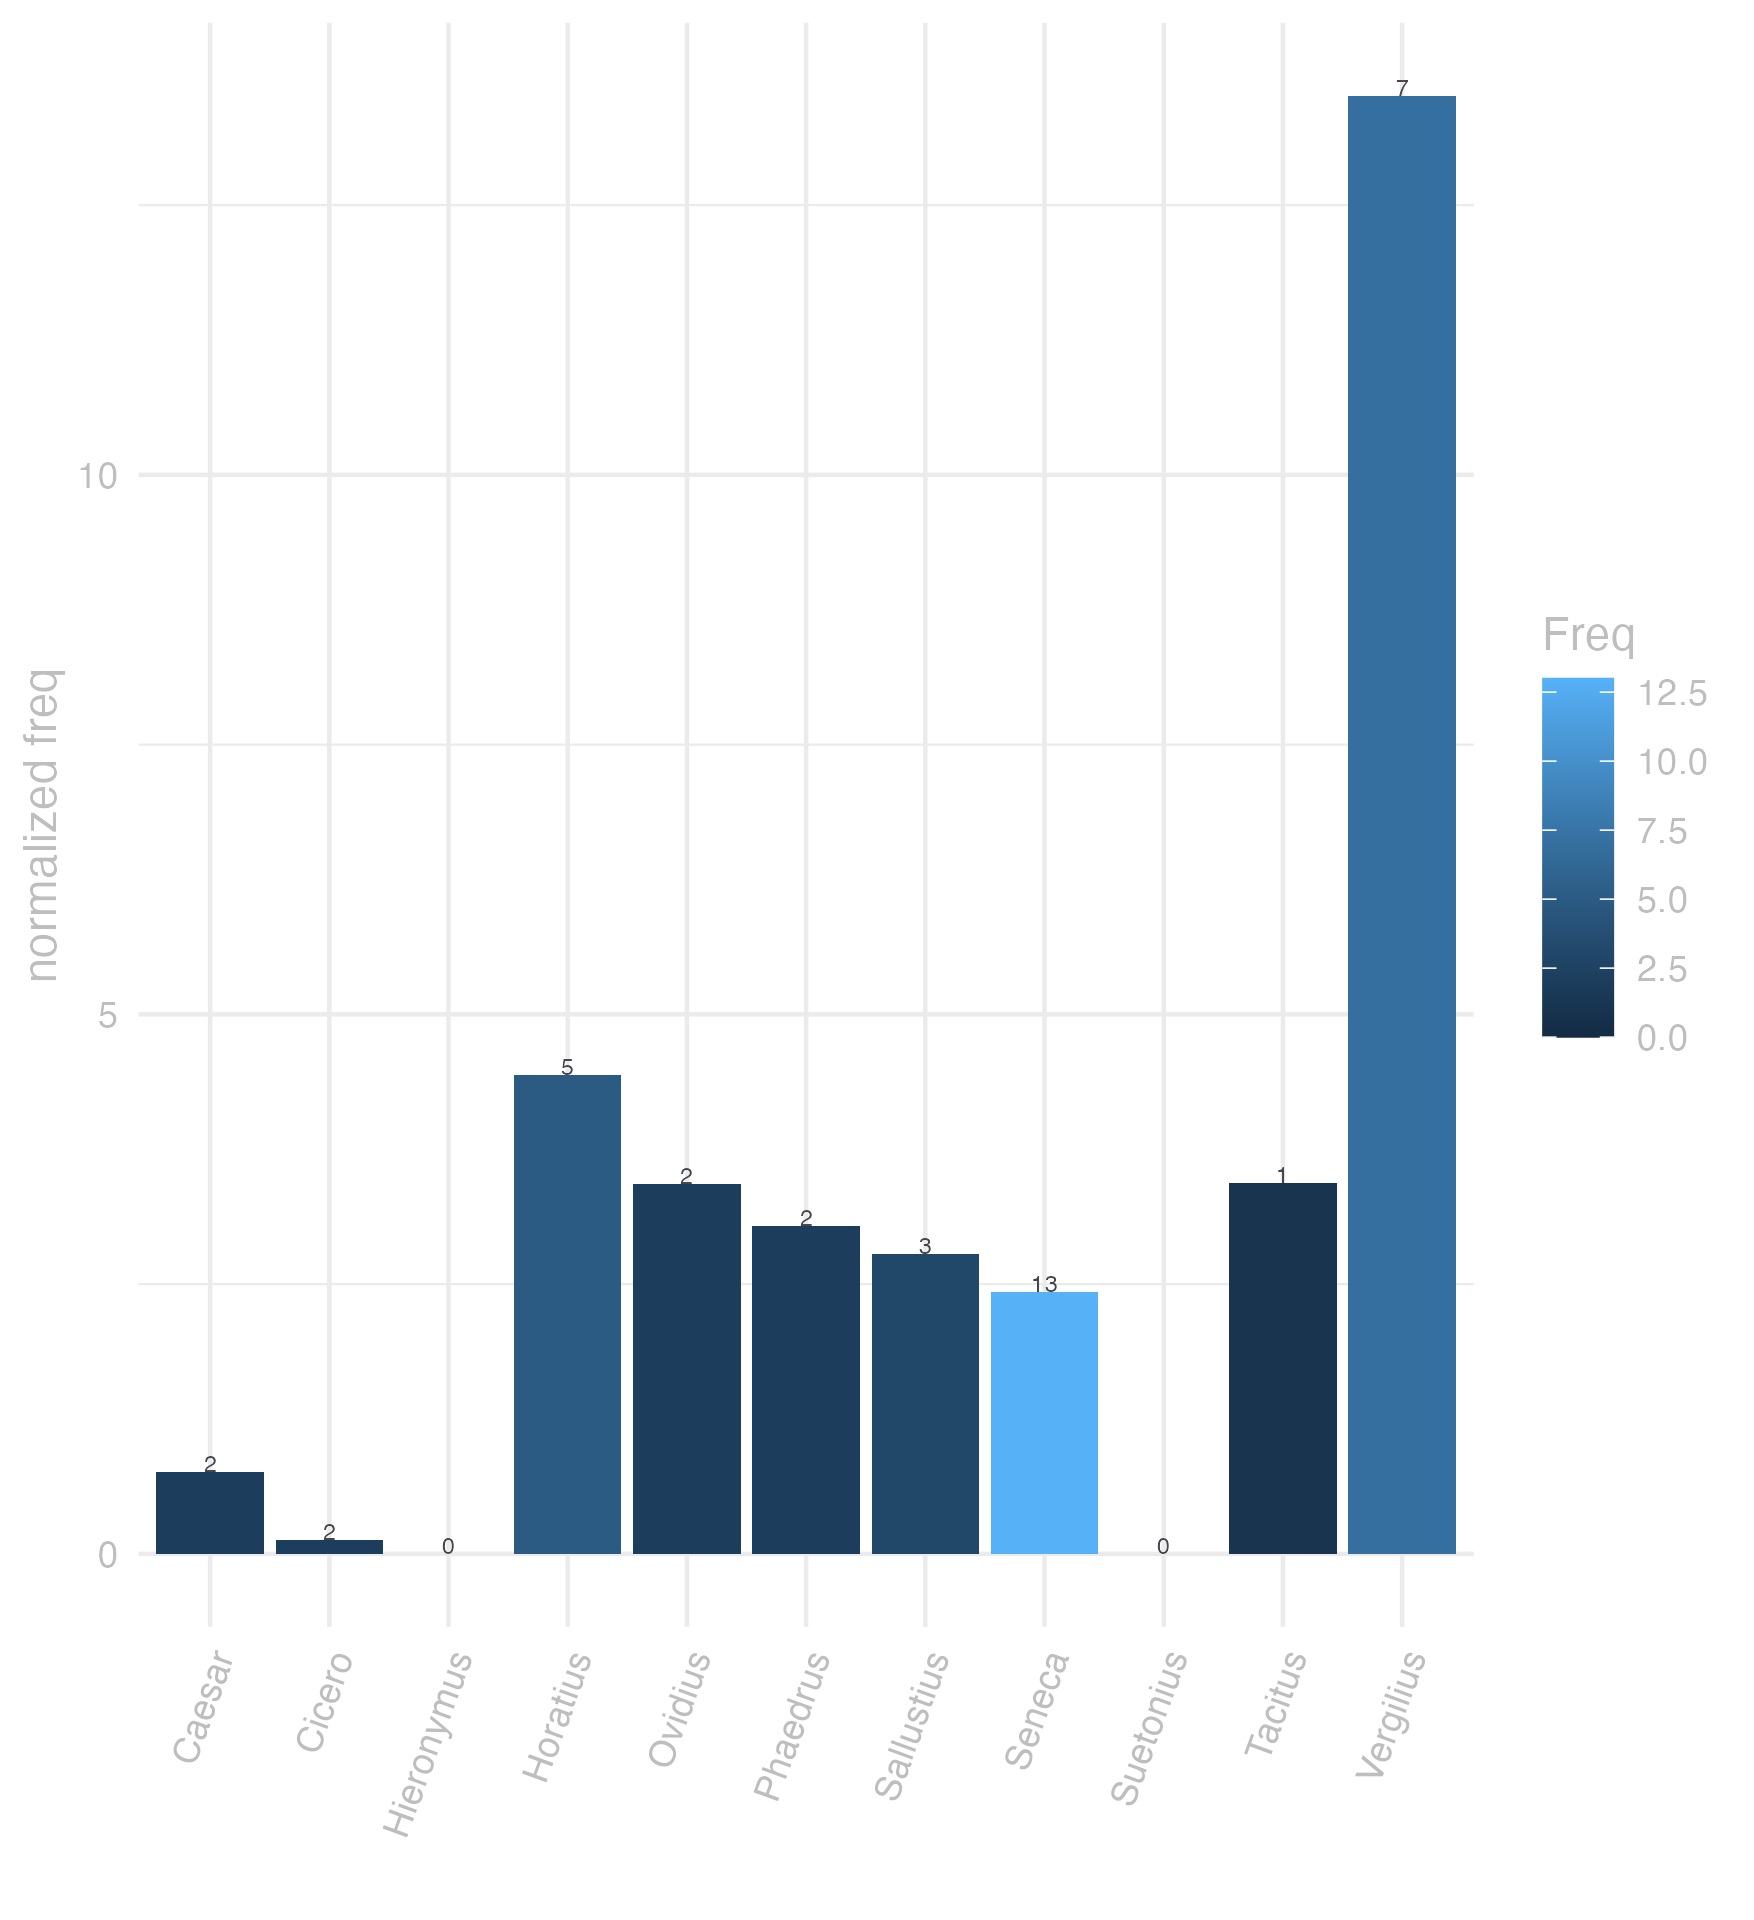 7
10
5
0
normalized freq
5
2
2
3
13
1
2
2
0
0
Caesar
Cicero
Hieronymus
Horatius
Ovidius
Phaedrus
Sallustius
Seneca
Suetonius
Tacitus
Vergilius
Freq
12.5
10.0
7.5
5.0
2.5
0.0